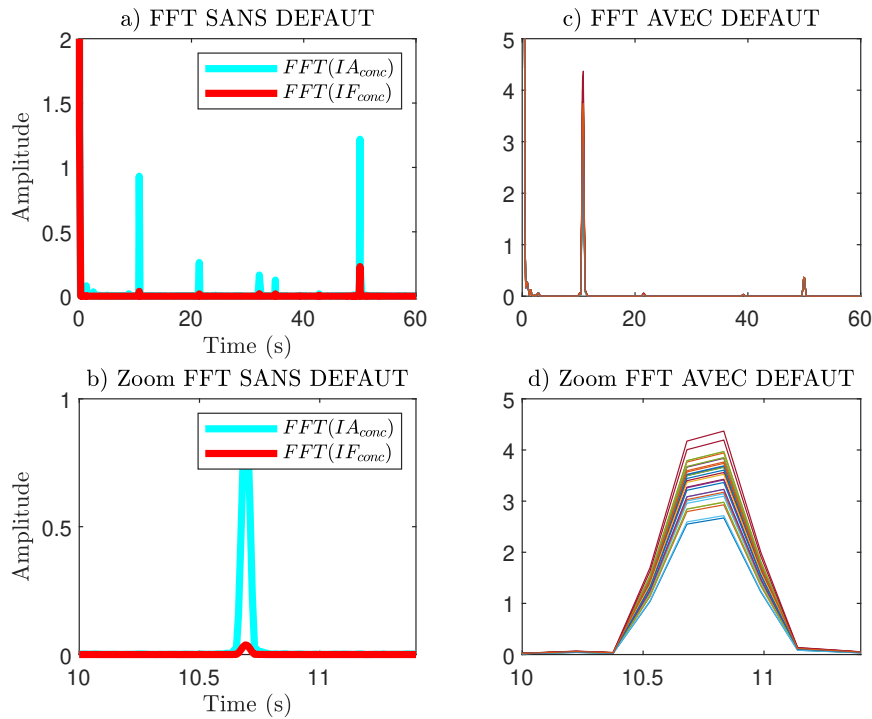 a) FFT SANS DEFAUT
2
1.5
1
0.5
0
0
20
40
60
Amplitude
Time (s)
FFT(IA_conc)
FFT(IF_conc)
c) FFT AVEC DEFAUT
5
4
3
2
1
0
0
20
40
60
b) Zoom FFT SANS DEFAUT
1
0.5
0
10
10.5
11
Amplitude
Time (s)
FFT(IA_conc)
FFT(IF_conc)
d) Zoom FFT AVEC DEFAUT
5
4
3
2
1
0
10
10.5
11